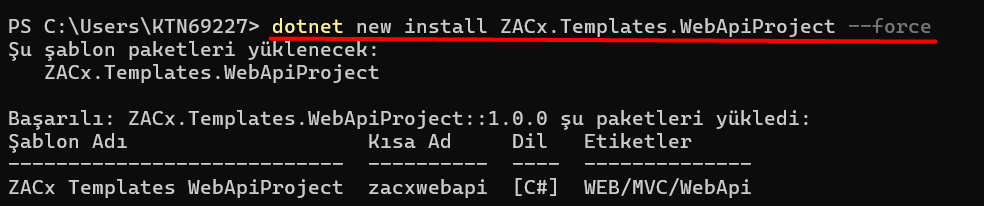 PS C:\Users\KTN69227> dotnet new install ZACx.Templates.WebApiProject --force
Şu şablon paketleri yüklenecek:
   ZACx.Templates.WebApiProject

Başarılı: ZACx.Templates.WebApiProject::1.0.0 şu paketleri yükledi:
Şablon Adı                    Kısa Ad     Dil   Etiketler
----------------------------  ----------  ----  --------------
ZACx Templates WebApiProject  zacxwebapi  [C#]  WEB/MVC/WebApi